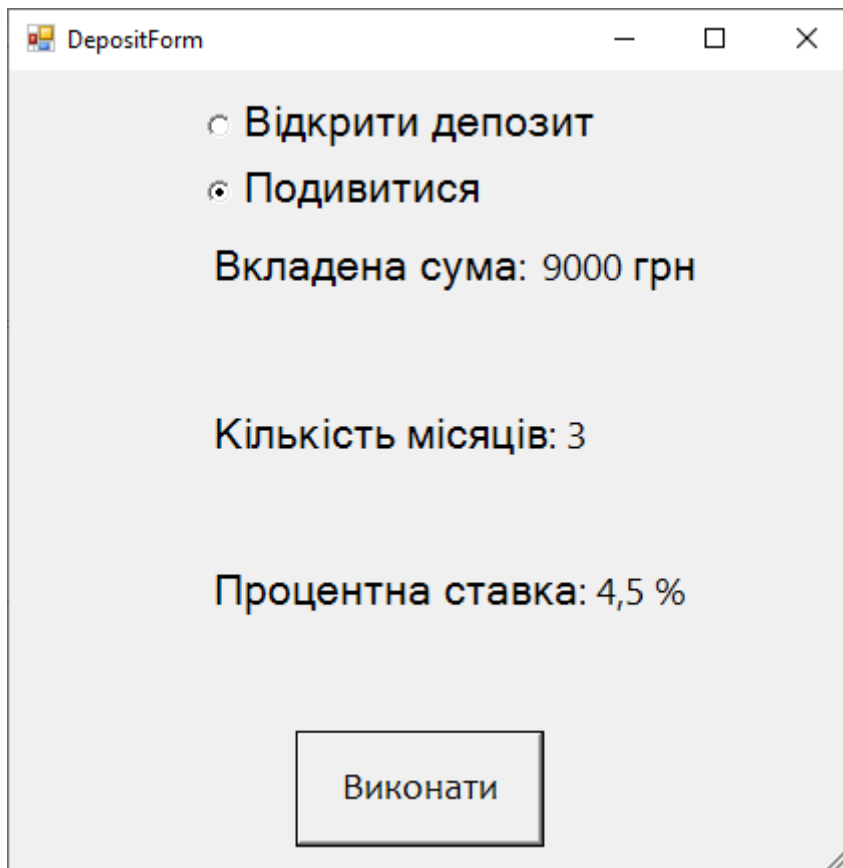 DepositForm
Відкрити депозит
Подивитися
Вкладена сума: 9000 грн
Кількість місяців: 3
Процентна ставка: 4,5 %
Виконати